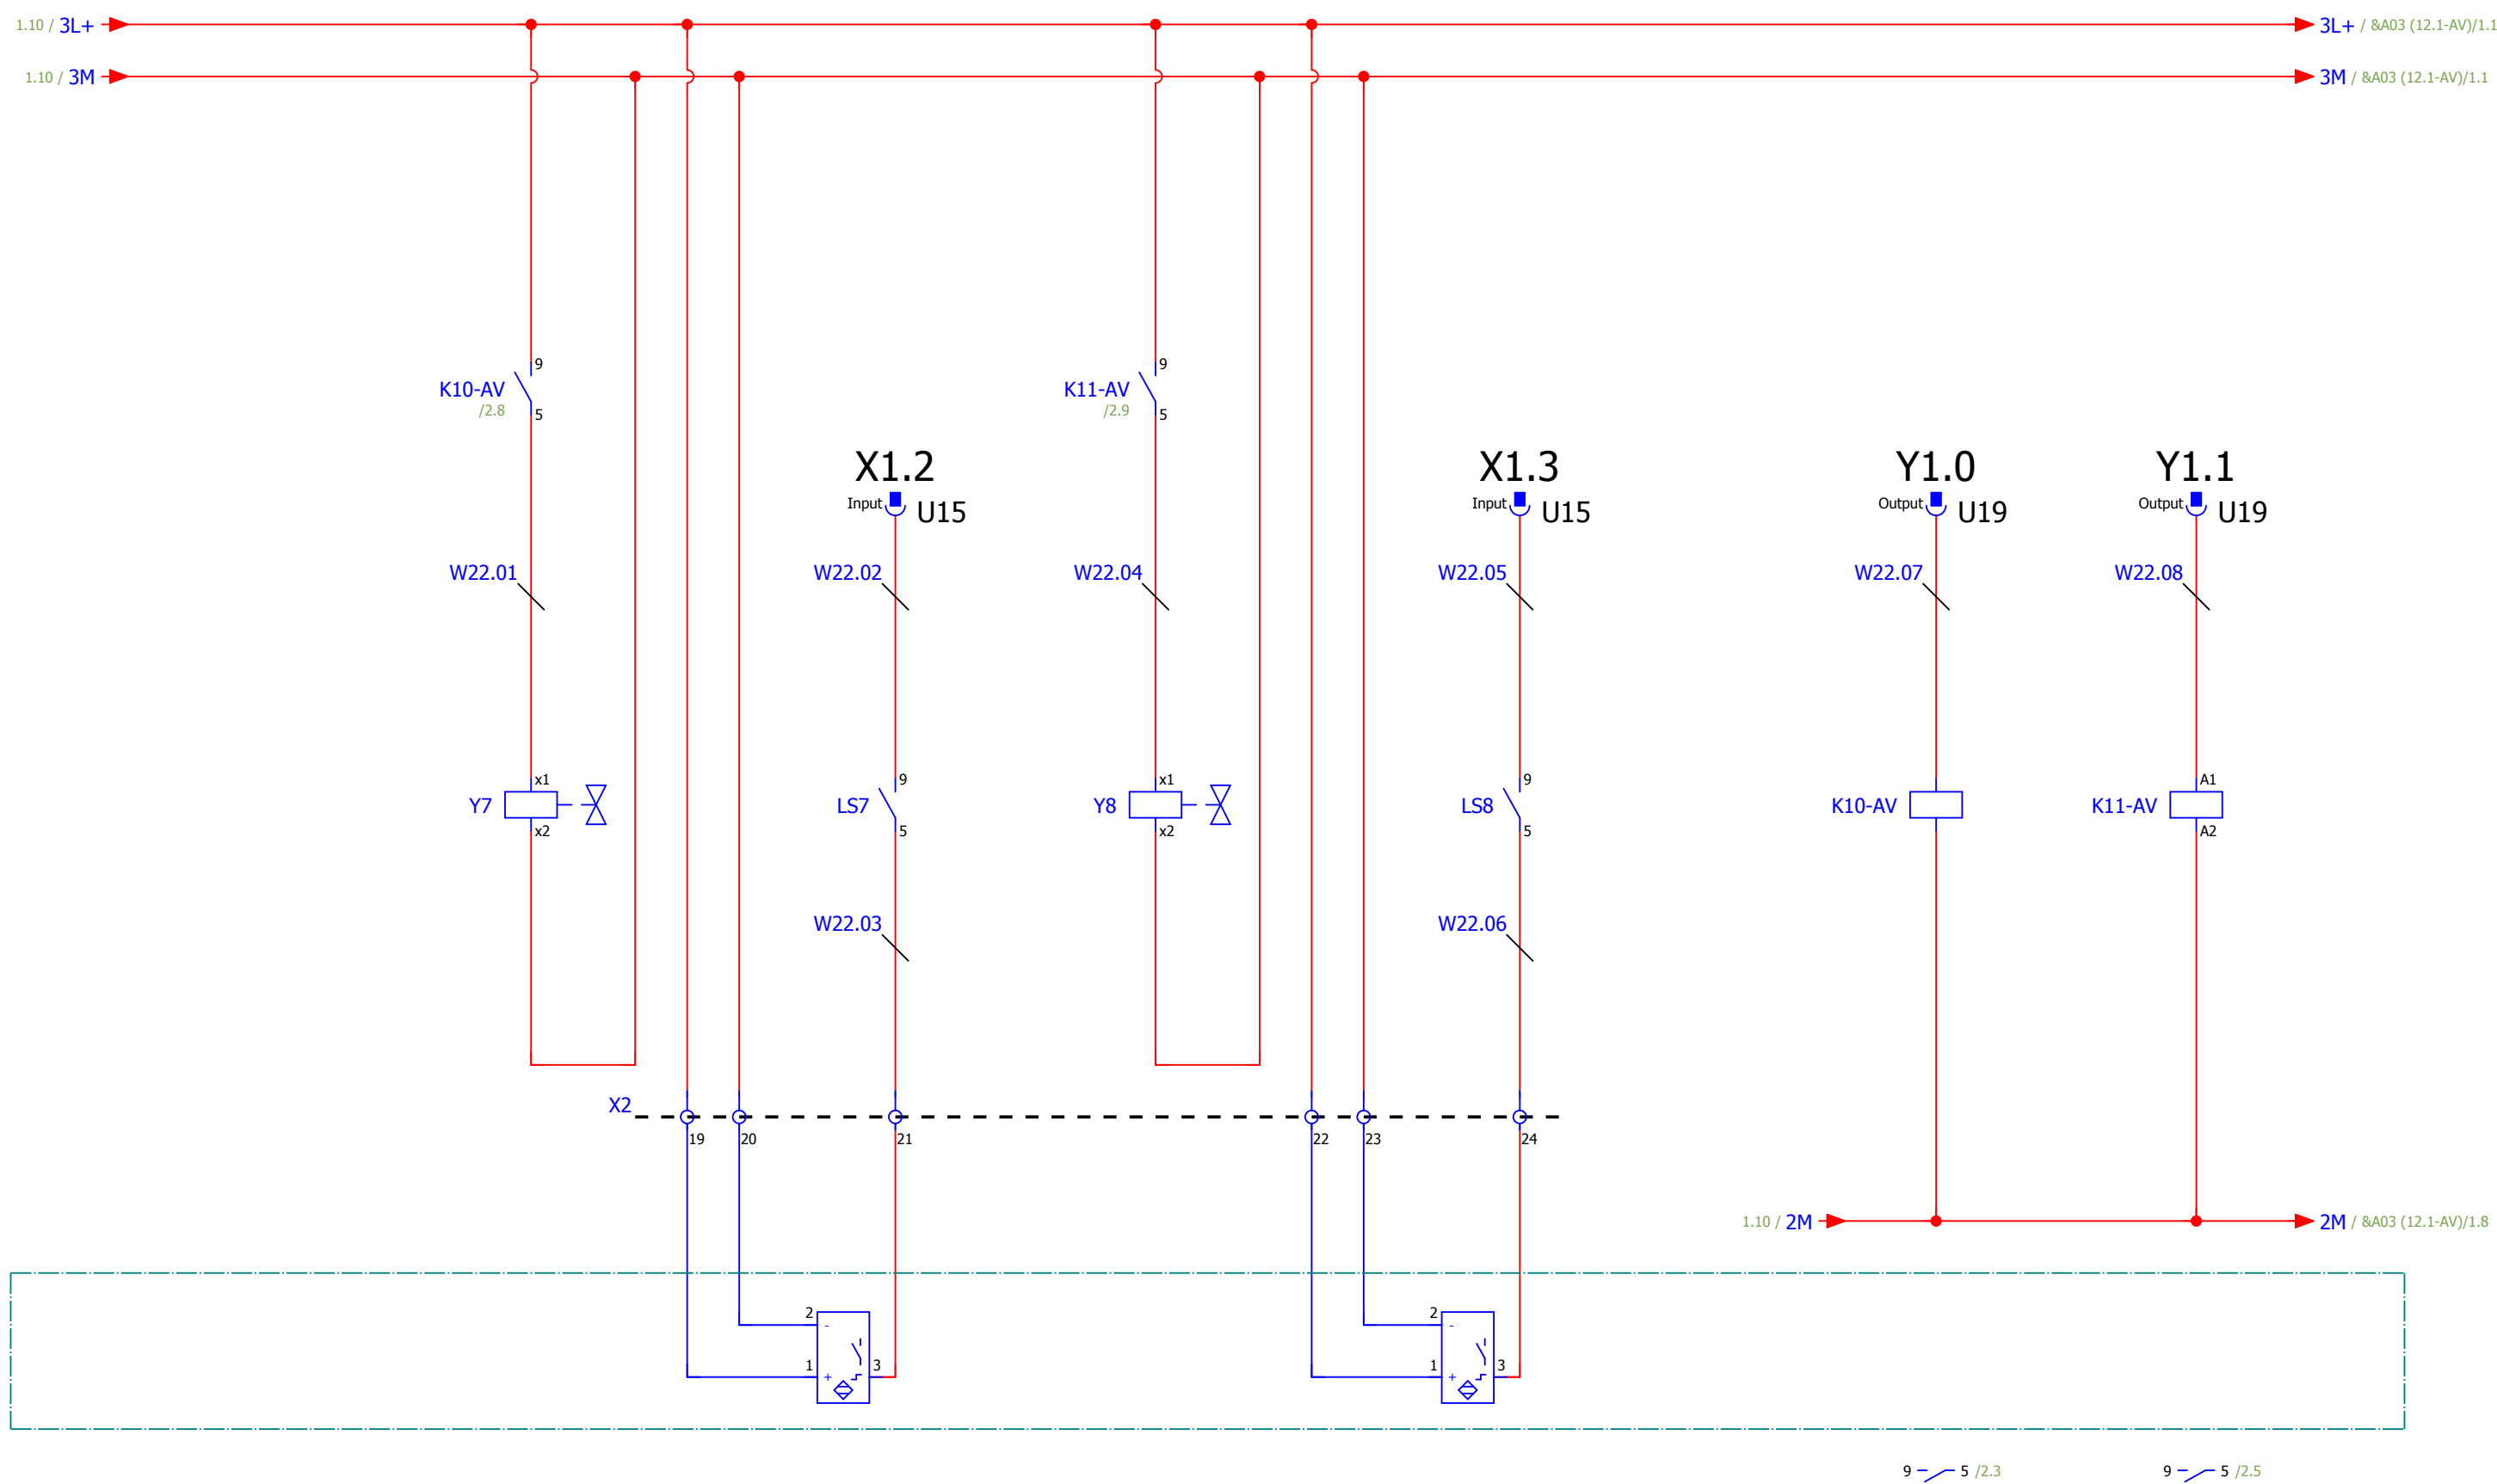 1.10 / 3L+
3L+ / &A03 (12.1-AV)/1.1
1.10 / 3M
3M / &A03 (12.1-AV)/1.1
9
9
K10-AV
K11-AV
/2.8
5
/2.9
5
X1.2
X1.3
Y1.0
Y1.1
Input
U15
Input
U15
Output
U19
Output
U19
W22.01
W22.02
W22.04
W22.05
W22.07
W22.08
x1
9
x1
9
A1
Y7
LS7
Y8
LS8
K10-AV
K11-AV
x2
5
x2
5
A2
W22.03
W22.06
X2
19
20
21
22
23
24
1.10 / 2M
2M / &A03 (12.1-AV)/1.8
2
-
2
-
1
+
3
1
+
3
9
5 /2.3
9
5 /2.5